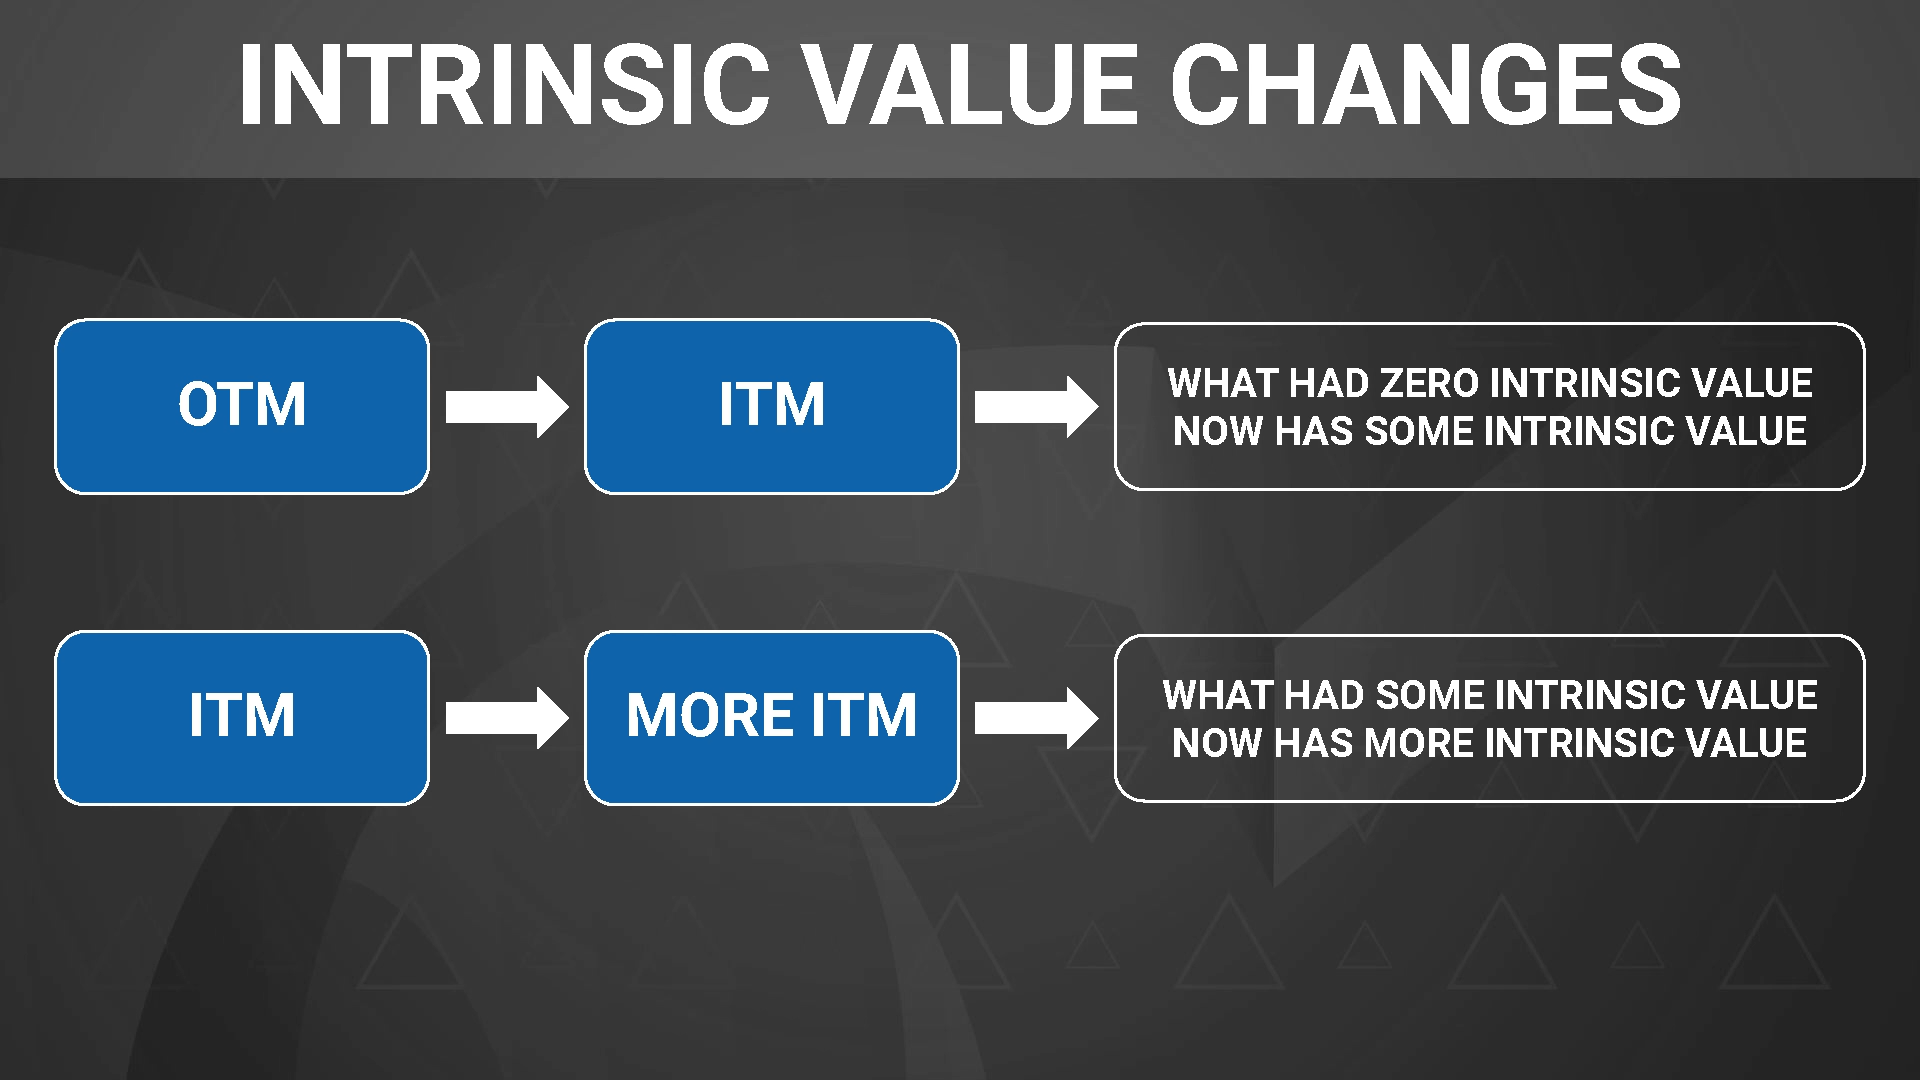 INTRINSIC VALUE CHANGES
OTM
ITM
WHAT HAD ZERO INTRINSIC VALUE
NOW HAS SOME INTRINSIC VALUE
ITM
MORE ITM
WHAT HAD SOME INTRINSIC VALUE
NOW HAS MORE INTRINSIC VALUE